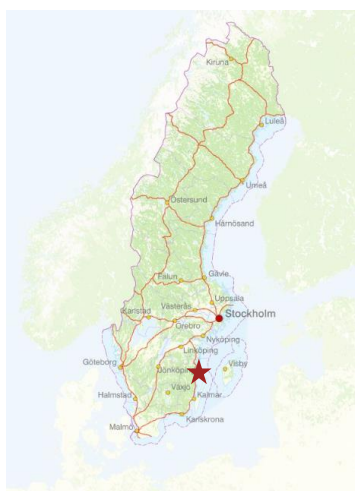 Kiruna
Luleå
Umeå
Östersund
Härnösand
Falun
Gävle
Uppsala
Västerås
Karlstad
Stockholm
Örebro
Nyköping
Linköping
Göteborg
Jönköping
Visby
Växjö
Halmstad
Kalmar
Karlskrona
Malmö